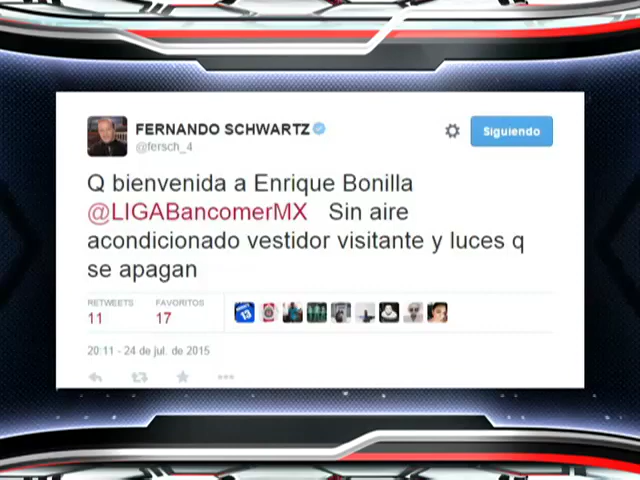 FERNANDO SCHWARTZ
@fersch_4
Siguiendo
Q bienvenida a Enrique Bonilla
@LIGABancomerMX Sin aire
acondicionado vestidor visitante y luces q
se apagan
RETWEETS FAVORITOS
11 17
20:11 - 24 de jul. de 2015